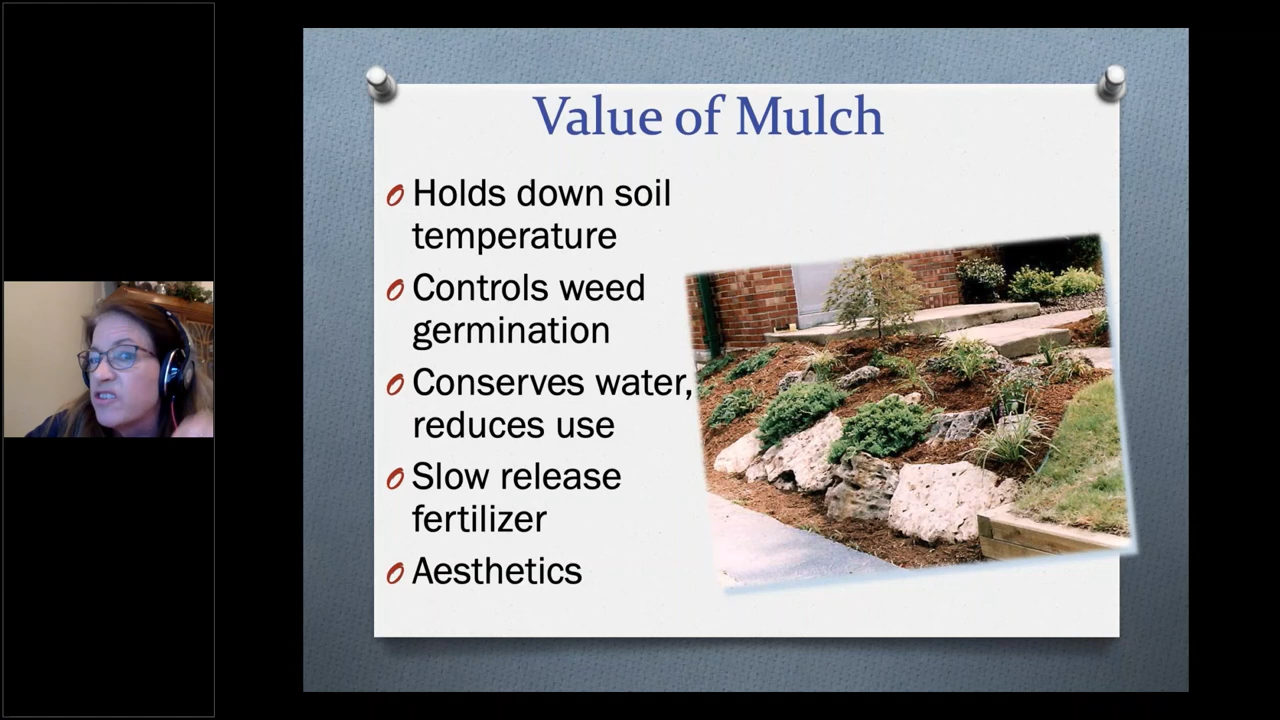 Value of Mulch
Holds down soil
temperature
Controls weed
germination
Conserves water,
reduces use
Slow release
fertilizer
Aesthetics